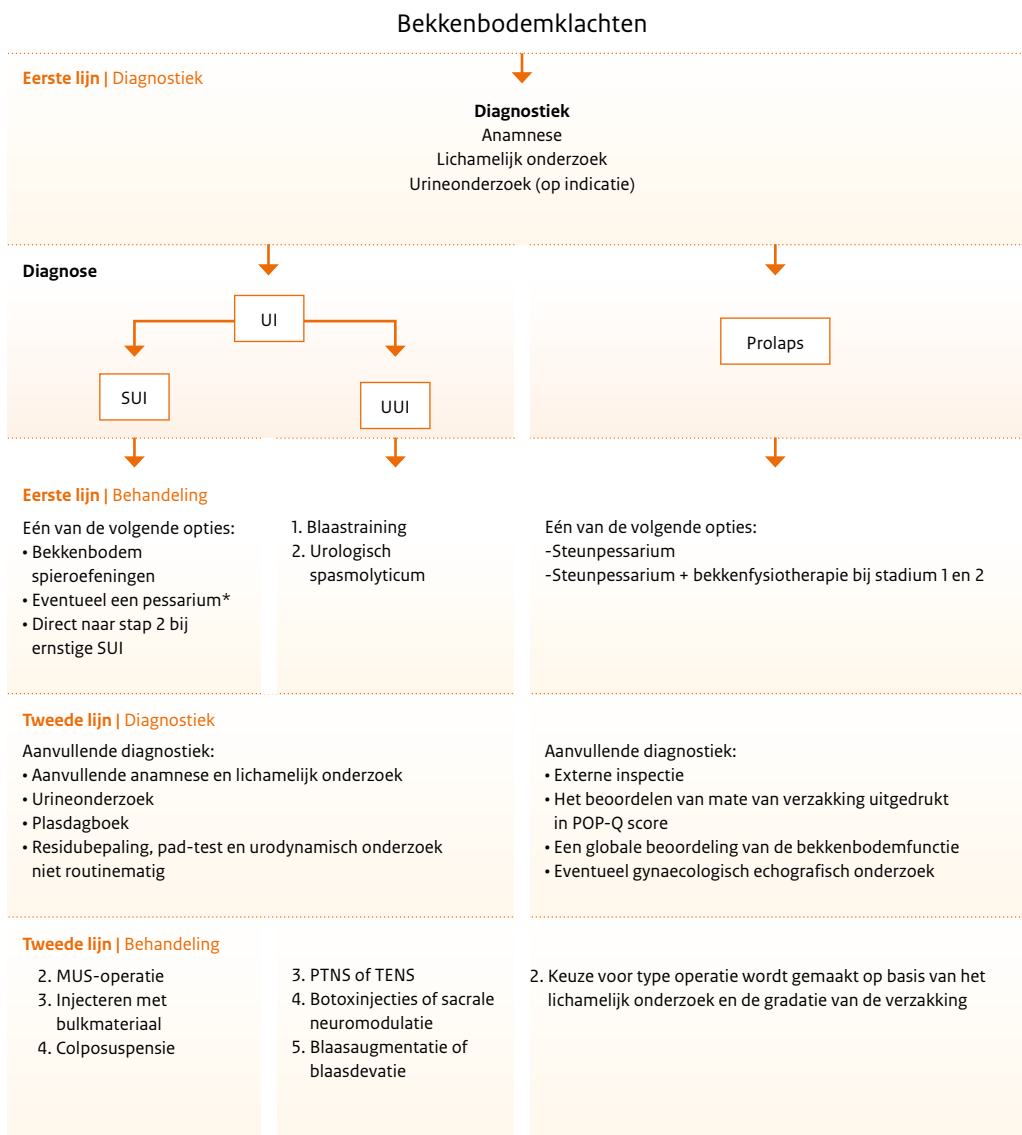 Bekkenbodemklachten
Eerste lijn | Diagnostiek
Diagnostiek
Anamnese
Lichamelijk onderzoek
Urineonderzoek (op indicatie)
Diagnose
UI
SUI
UUI
Prolaps
Eerste lijn | Behandeling
Eén van de volgende opties:
• Bekkenbodem
spieroefeningen
• Eventueel een pessarium*
• Direct naar stap 2 bij
ernstige SUI
1. Blaastraining
2. Urologisch
spasmolyticum
Eén van de volgende opties:
-Steunpessarium
-Steunpessarium + bekkenfysiotherapie bij stadium 1 en 2
Tweede lijn | Diagnostiek
Aanvullende diagnostiek:
• Aanvullende anamnese en lichamelijk onderzoek
• Urineonderzoek
• Plasdagboek
• Residubepaling, pad-test en urodynamisch onderzoek
niet routinematig
Aanvullende diagnostiek:
• Externe inspectie
• Het beoordelen van mate van verzakking uitgedrukt
in POP-Q score
• Een globale beoordeling van de bekkenbodemfunctie
• Eventueel gynaecologisch echografisch onderzoek
Tweede lijn | Behandeling
2. MUS-operatie
3. Injecteren met
bulkmateriaal
4. Colposuspensie
3. PTNS of TENS
4. Botoxinjecties of sacrale
neuromodulatie
5. Blaasaugmentatie of
blaasdevatie
2. Keuze voor type operatie wordt gemaakt op basis van het
lichamelijk onderzoek en de gradatie van de verzakking